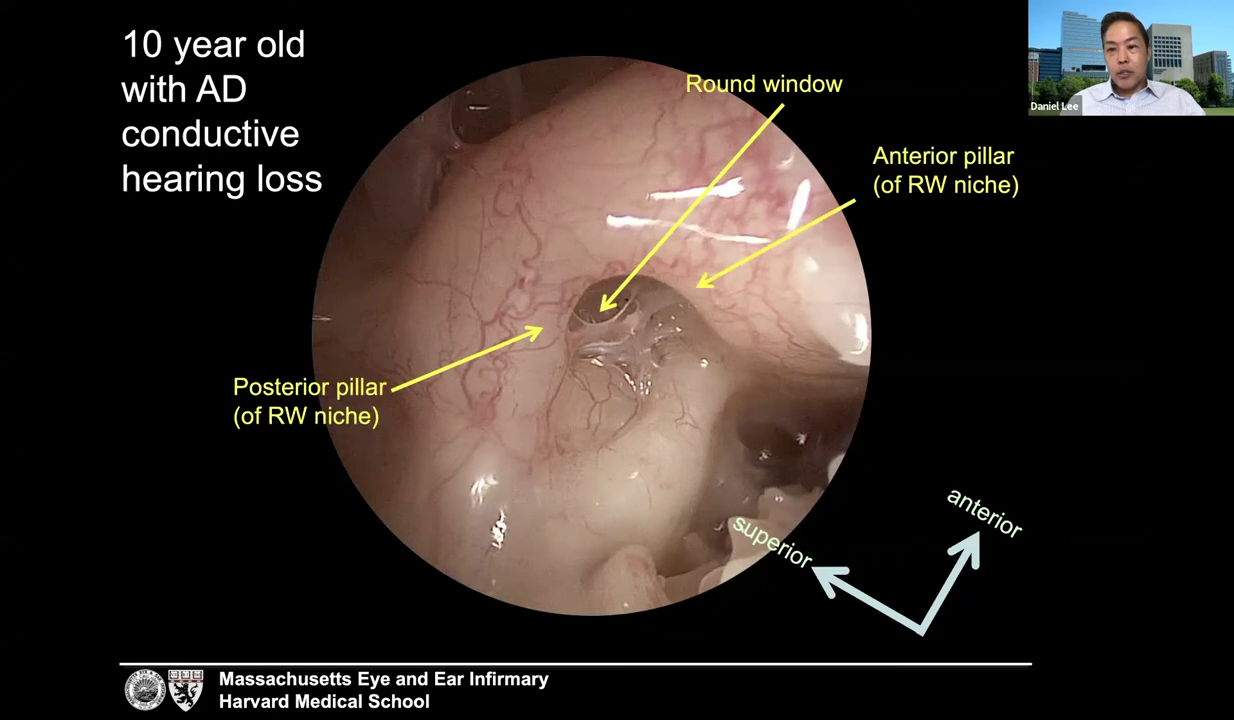 10 year old
with AD
conductive
hearing loss
Round window
Anterior pillar
(of RW niche)
Posterior pillar
(of RW niche)
superior
anterior
Daniel Lee
Massachusetts Eye and Ear Infirmary
Harvard Medical School